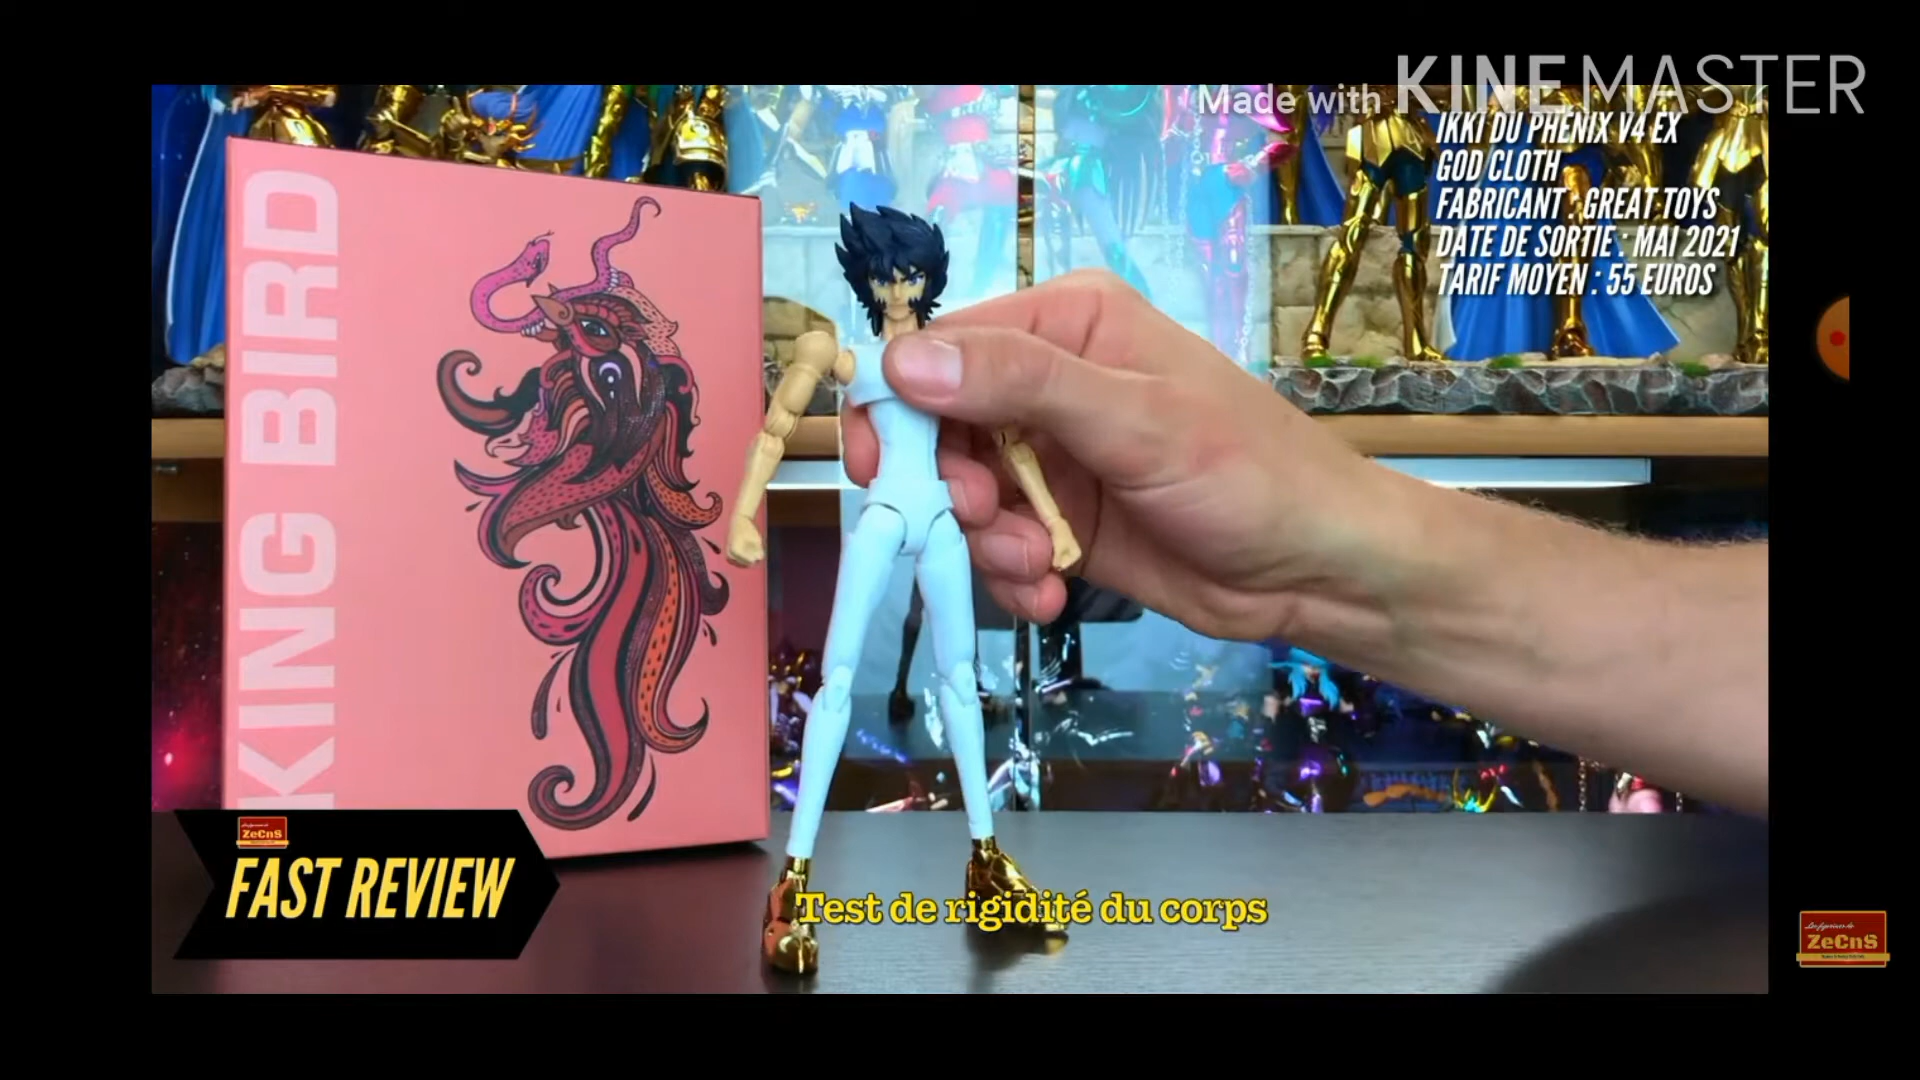 Made with KINEMASTER
IKKI DU PHÉNIX V4 EX
GOD CLOTH
FABRICANT : GREAT TOYS
DATE DE SORTIE : MAI 2021
TARIF MOYEN : 55 EUROS
KING BIRD
ZeCnS
FAST REVIEW
Test de rigidité du corps
ZeCnS